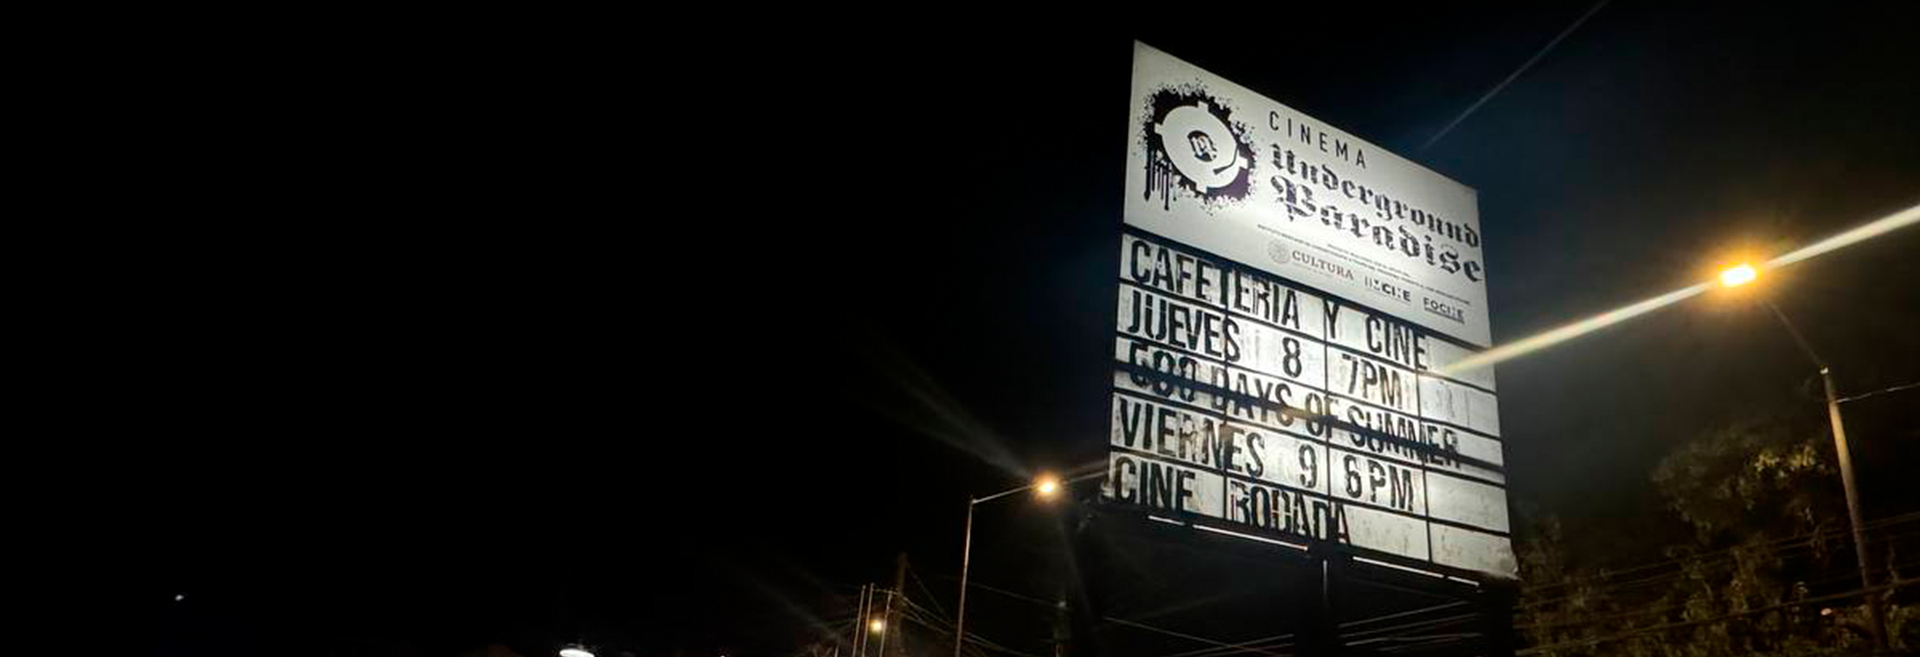 CINEMA
Underground
Paradise
CULTURA
IMCINE
FOCINE
CAFETERIA Y CINE
JUEVES 8 7PM
500 DAYS OF SUMMER
VIERNES 9 6PM
CINE RODADA